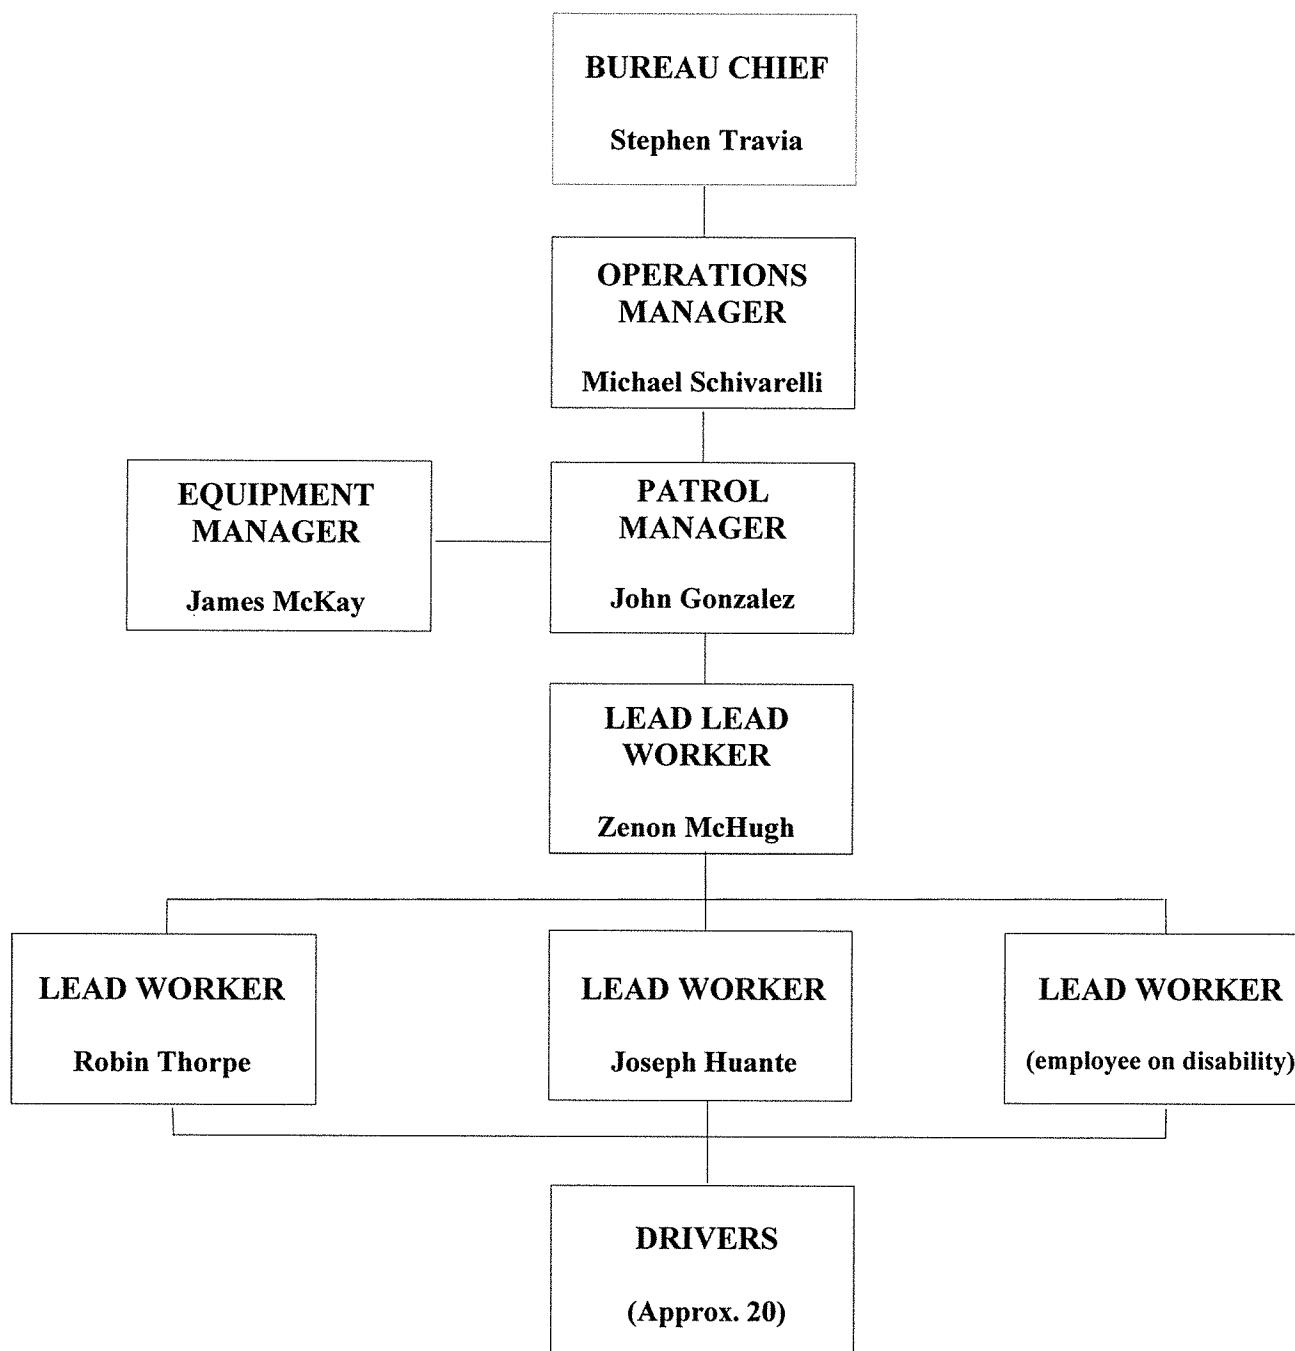 BUREAU CHIEF
Stephen Travia
OPERATIONS
MANAGER
Michael Schivarelli
EQUIPMENT
MANAGER
James McKay
PATROL
MANAGER
John Gonzalez
LEAD LEAD
WORKER
Zenon McHugh
LEAD WORKER
Robin Thorpe
LEAD WORKER
Joseph Huante
LEAD WORKER
(employee on disability)
DRIVERS
(Approx. 20)